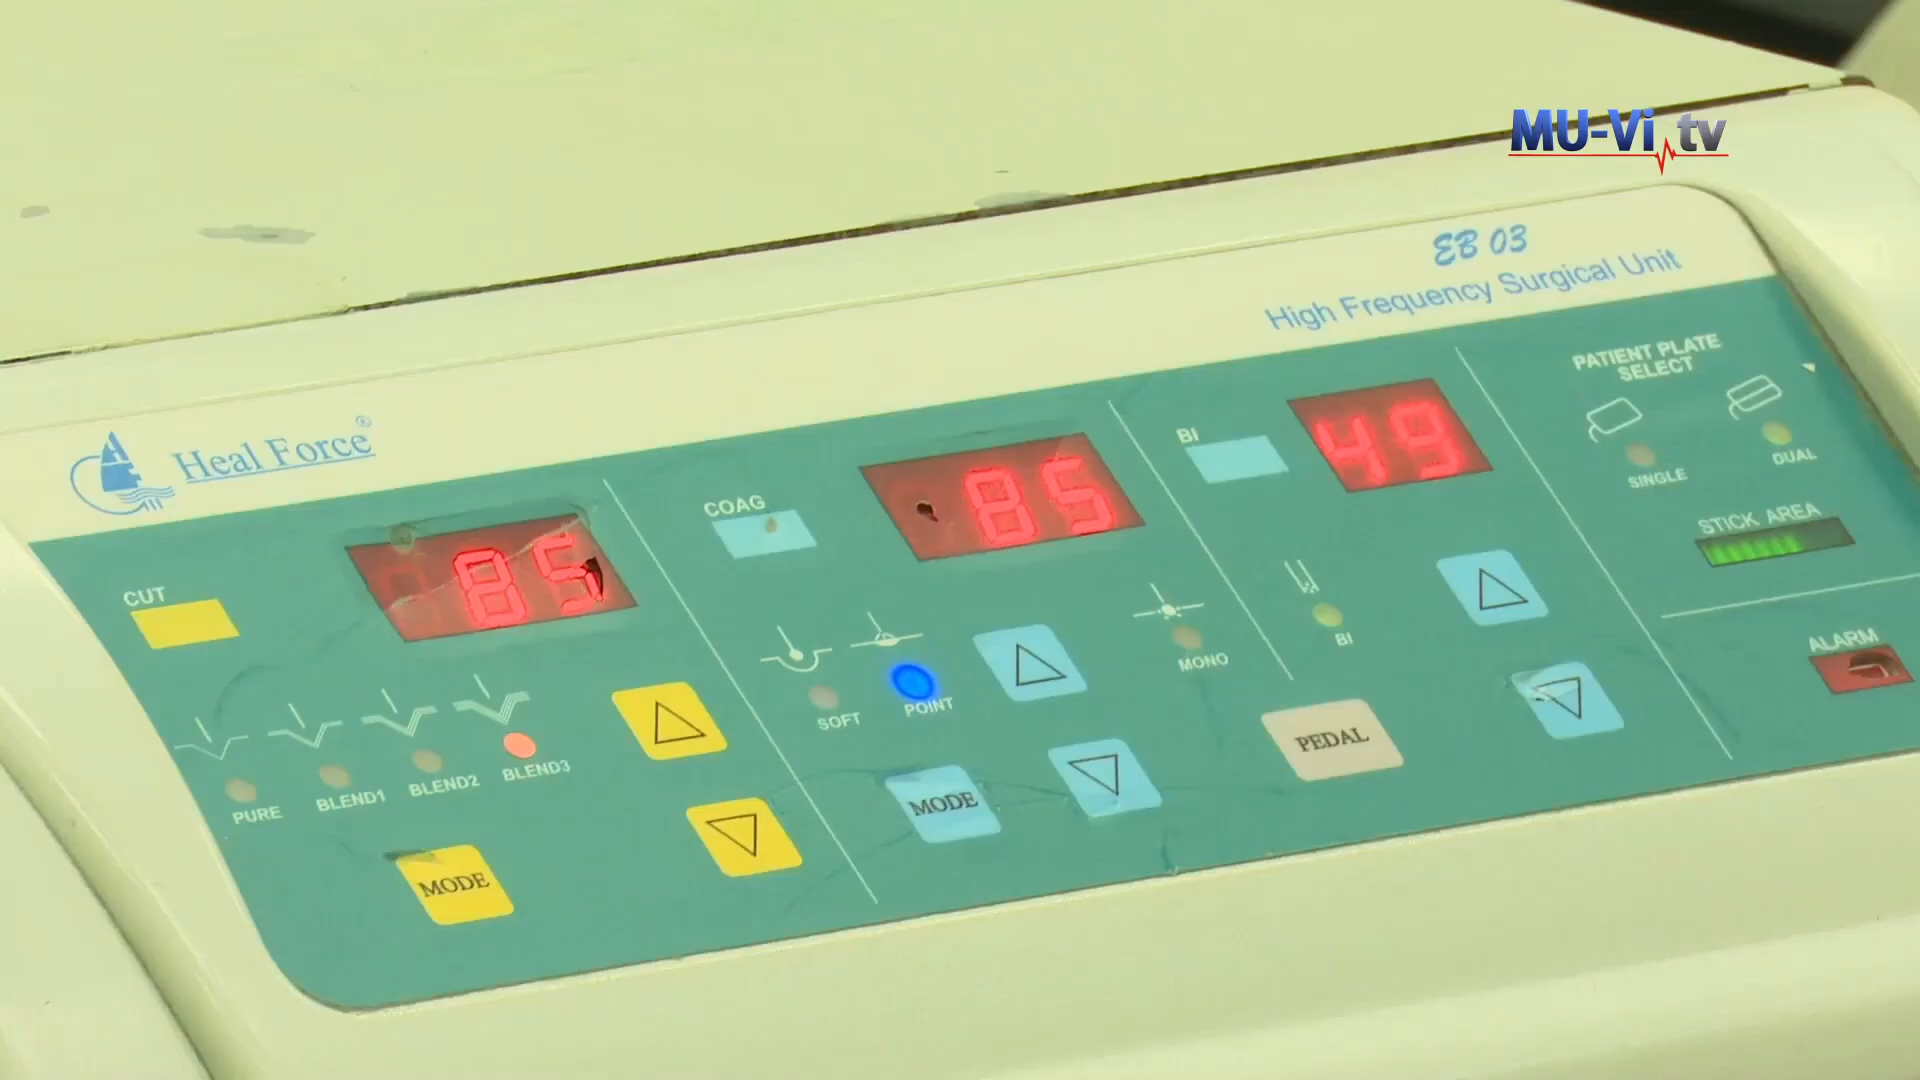 MU-Vi tv
EB 03
High Frequency Surgical Unit
Heal Force®
CUT
85
PURE
BLEND1
BLEND2
BLEND3
MODE
COAG
85
SOFT
POINT
MONO
MODE
BI
49
BI
PEDAL
PATIENT PLATE
SELECT
SINGLE
DUAL
STICK AREA
ALARM